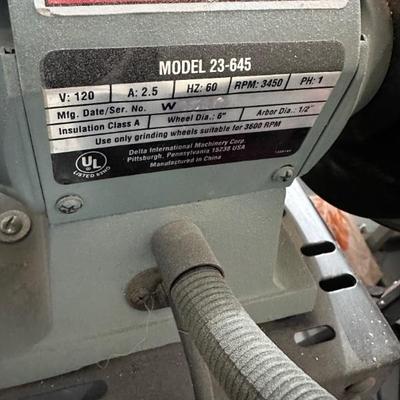 MODEL 23-645
V: 120 A: 2.5 HZ: 60 RPM: 3450 PH: 1
Mfg. Date/Ser. No. W
Insulation Class A Wheel Dia.: 6" Arbor Dia.: 1/2"
Use only grinding wheels suitable for 3600 RPM
UL
LISTED
Delta International Machinery Corp.
Pittsburgh, Pennsylvania 15238 USA
Made in China